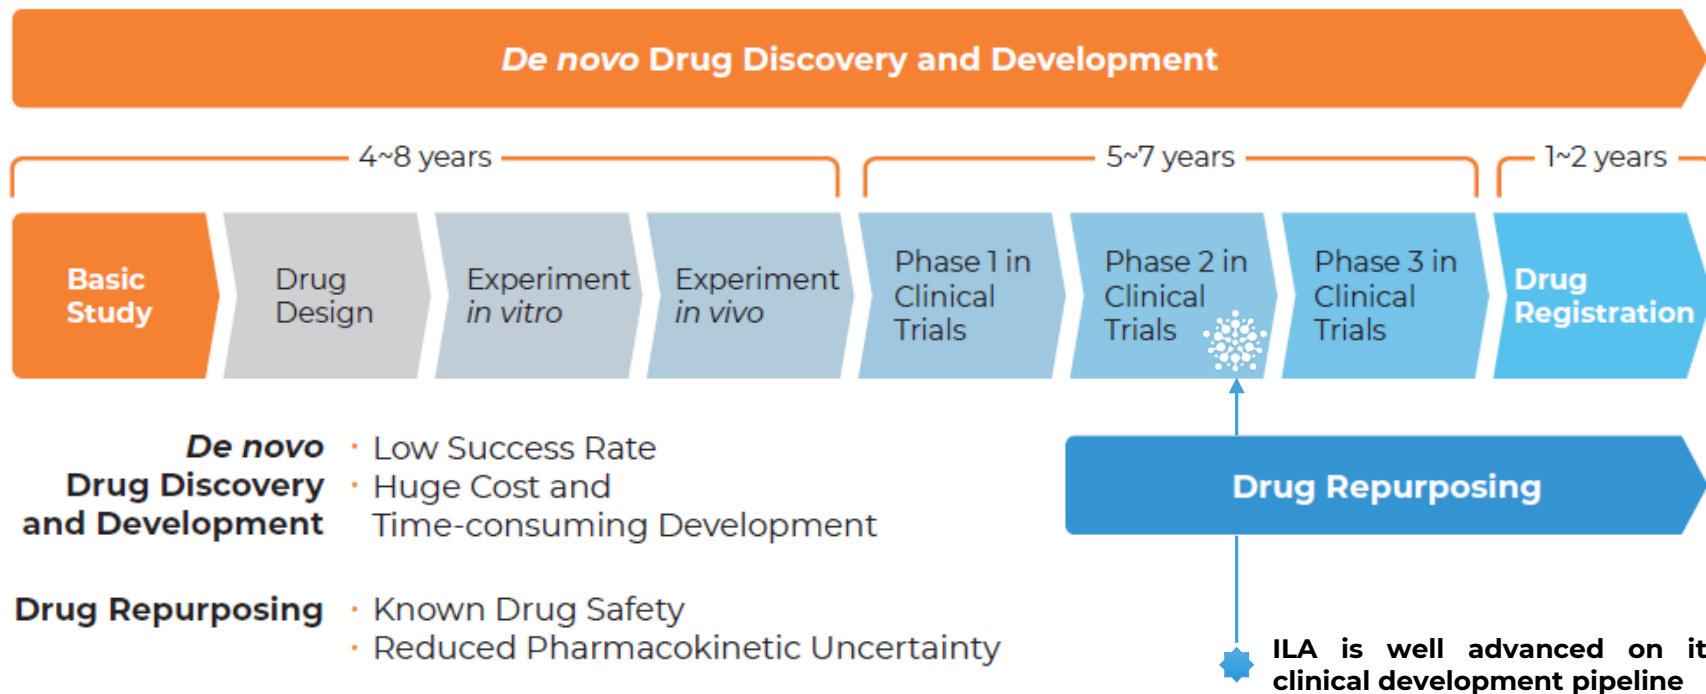 De novo Drug Discovery and Development
4~8 years
5~7 years
1~2 years
Basic
Study
Drug
Design
Experiment
in vitro
Experiment
in vivo
Phase 1 in
Clinical
Trials
Phase 2 in
Clinical
Trials
Phase 3 in
Clinical
Trials
Drug
Registration
De novo
Drug Discovery
and Development
· Low Success Rate
· Huge Cost and
Time-consuming Development
Drug Repurposing
Drug Repurposing
· Known Drug Safety
· Reduced Pharmacokinetic Uncertainty
ILA is well advanced on it
clinical development pipeline